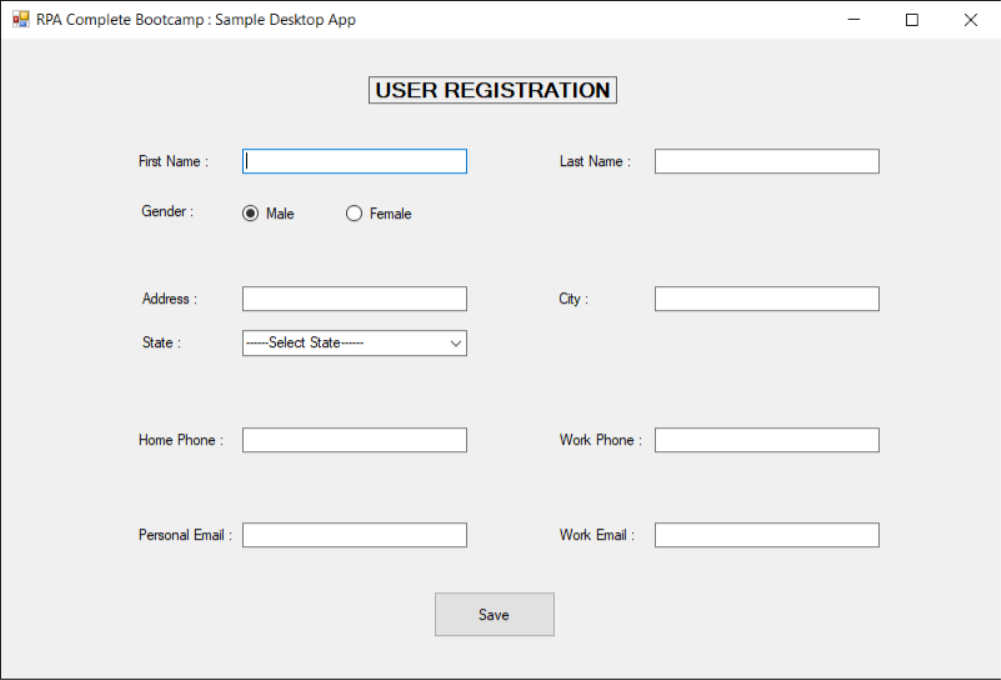 RPA Complete Bootcamp : Sample Desktop App
USER REGISTRATION
First Name :
Last Name :
Gender :
Male
Female
Address :
City :
State :
------Select State------
Home Phone :
Work Phone :
Personal Email :
Work Email :
Save